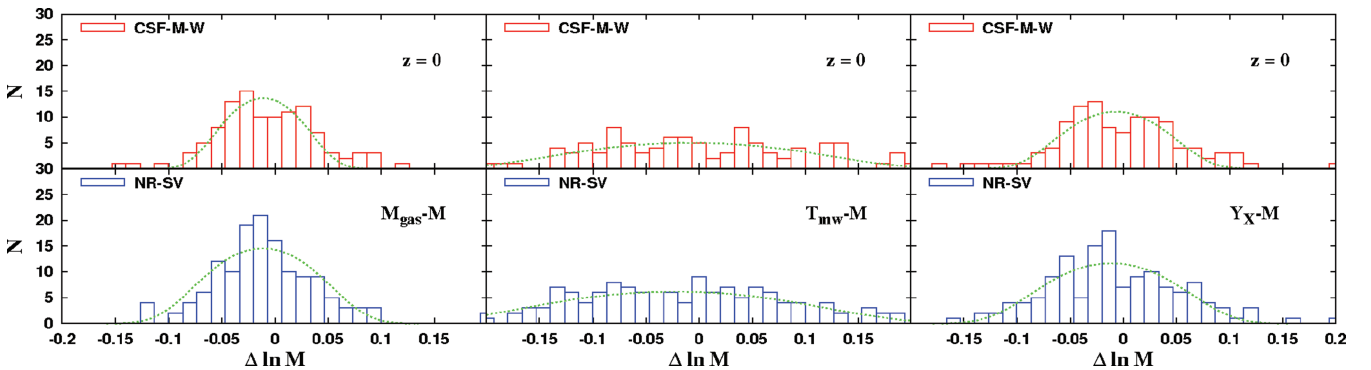 30
25
20
15
10
5
30
N
CSF-M-W
z = 0
CSF-M-W
z = 0
CSF-M-W
z = 0
25
20
15
10
5
0
N
NR-SV
M_gas-M
NR-SV
T_mw-M
NR-SV
Y_X-M
-0.2 -0.15 -0.1 -0.05 0 0.05 0.1 0.15
-0.15 -0.1 -0.05 0 0.05 0.1 0.15
-0.15 -0.1 -0.05 0 0.05 0.1 0.15 0.2
Δ ln M Δ ln M Δ ln M